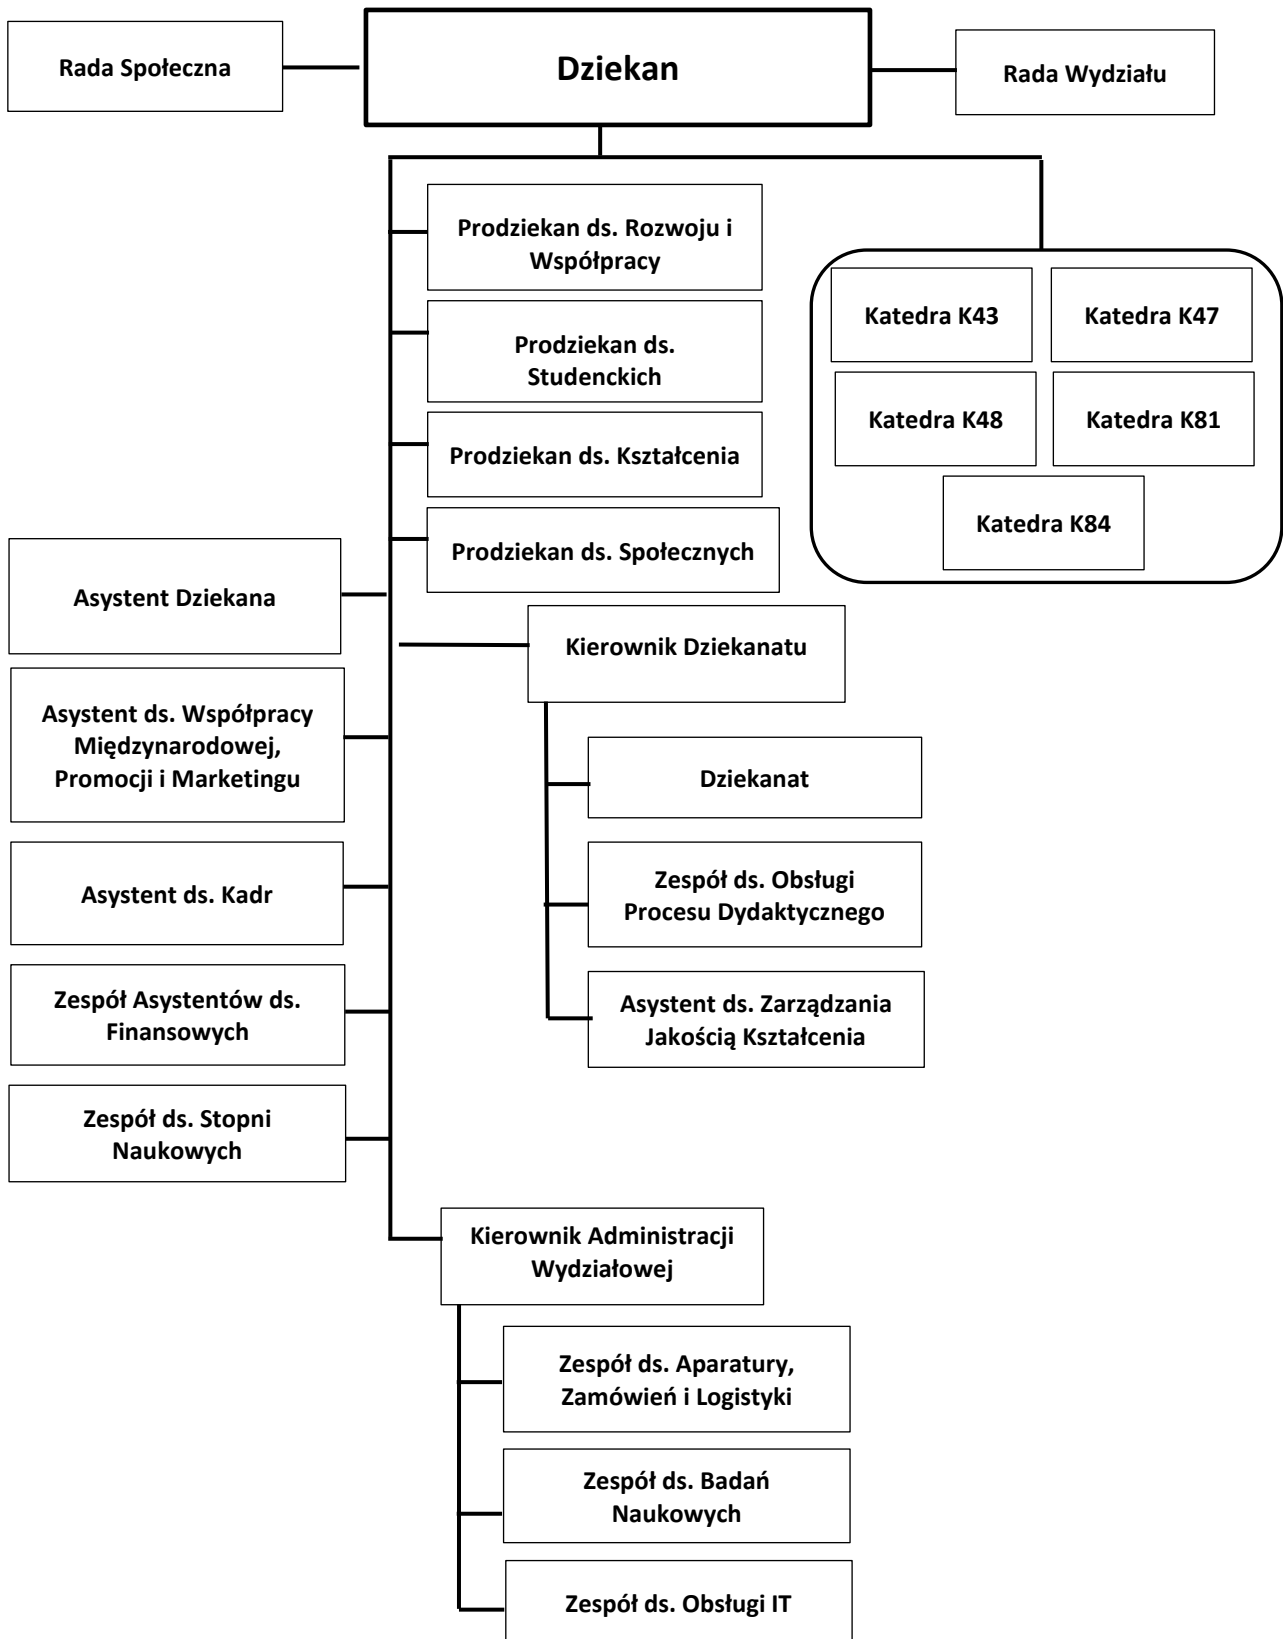 Rada Społeczna
Dziekan
Rada Wydziału
Prodziekan ds. Rozwoju i
Współpracy
Prodziekan ds.
Studenckich
Prodziekan ds. Kształcenia
Prodziekan ds. Społecznych
Katedra K43
Katedra K47
Katedra K48
Katedra K81
Katedra K84
Asystent Dziekana
Asystent ds. Współpracy
Międzynarodowej,
Promocji i Marketingu
Asystent ds. Kadr
Zespół Asystentów ds.
Finansowych
Zespół ds. Stopni
Naukowych
Kierownik Dziekanatu
Dziekanat
Zespół ds. Obsługi
Procesu Dydaktycznego
Asystent ds. Zarządzania
Jakością Kształcenia
Kierownik Administracji
Wydziałowej
Zespół ds. Aparatury,
Zamówień i Logistyki
Zespół ds. Badań
Naukowych
Zespół ds. Obsługi IT